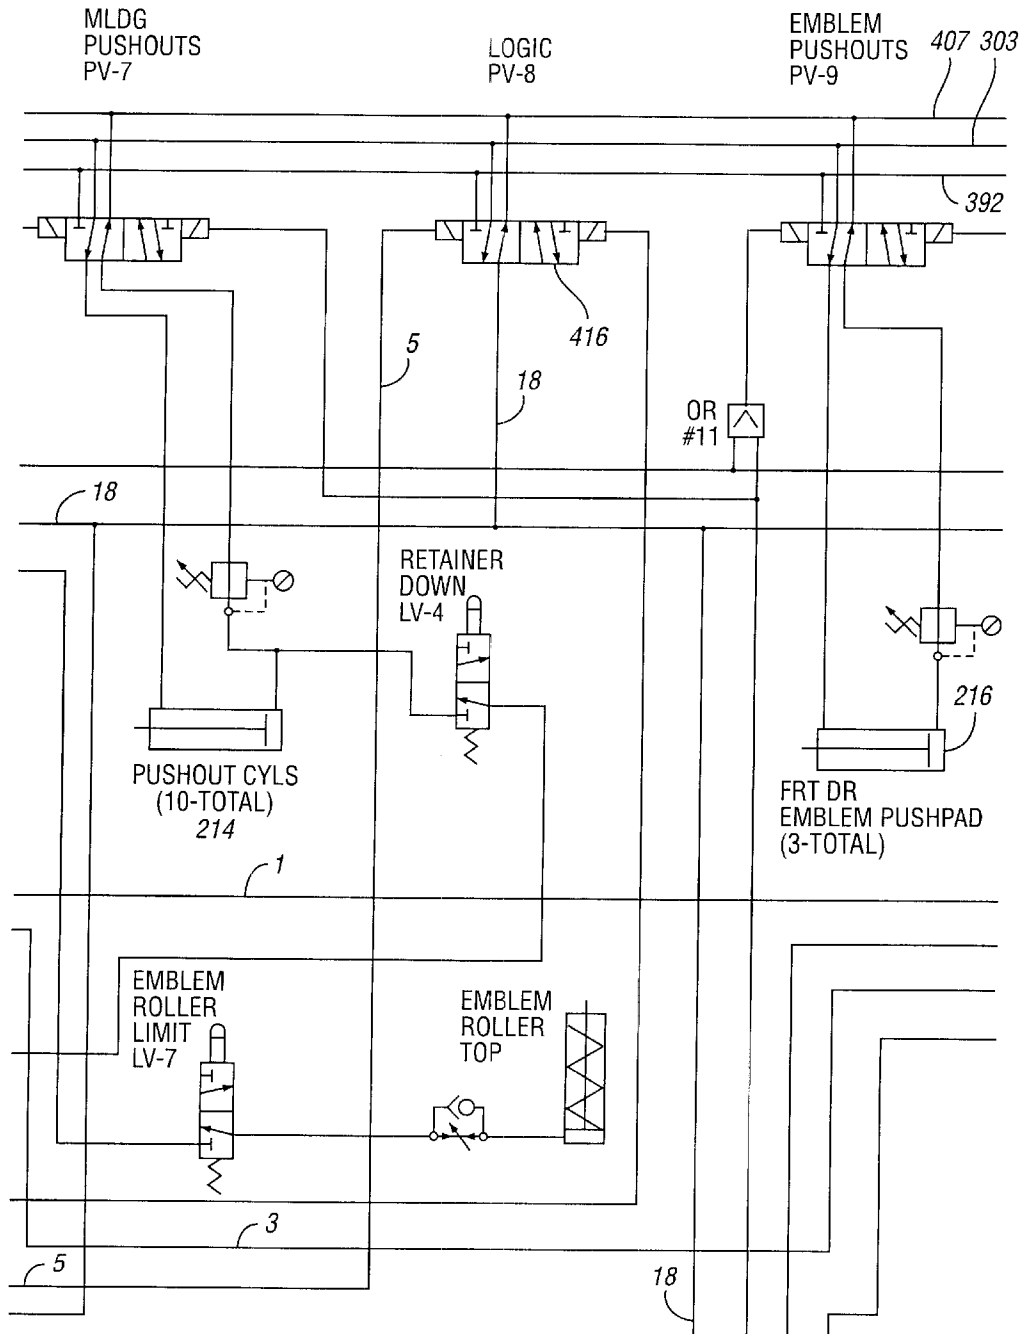 MLDG
PUSHOUTS
PV-7
LOGIC
PV-8
EMBLEM
PUSHOUTS
PV-9
407
303
392
416
5
18
OR
#11
18
RETAINER
DOWN
LV-4
216
PUSHOUT CYLS
(10-TOTAL)
214
FRT DR
EMBLEM PUSHPAD
(3-TOTAL)
1
EMBLEM
ROLLER
LIMIT
LV-7
EMBLEM
ROLLER
TOP
3
5
18